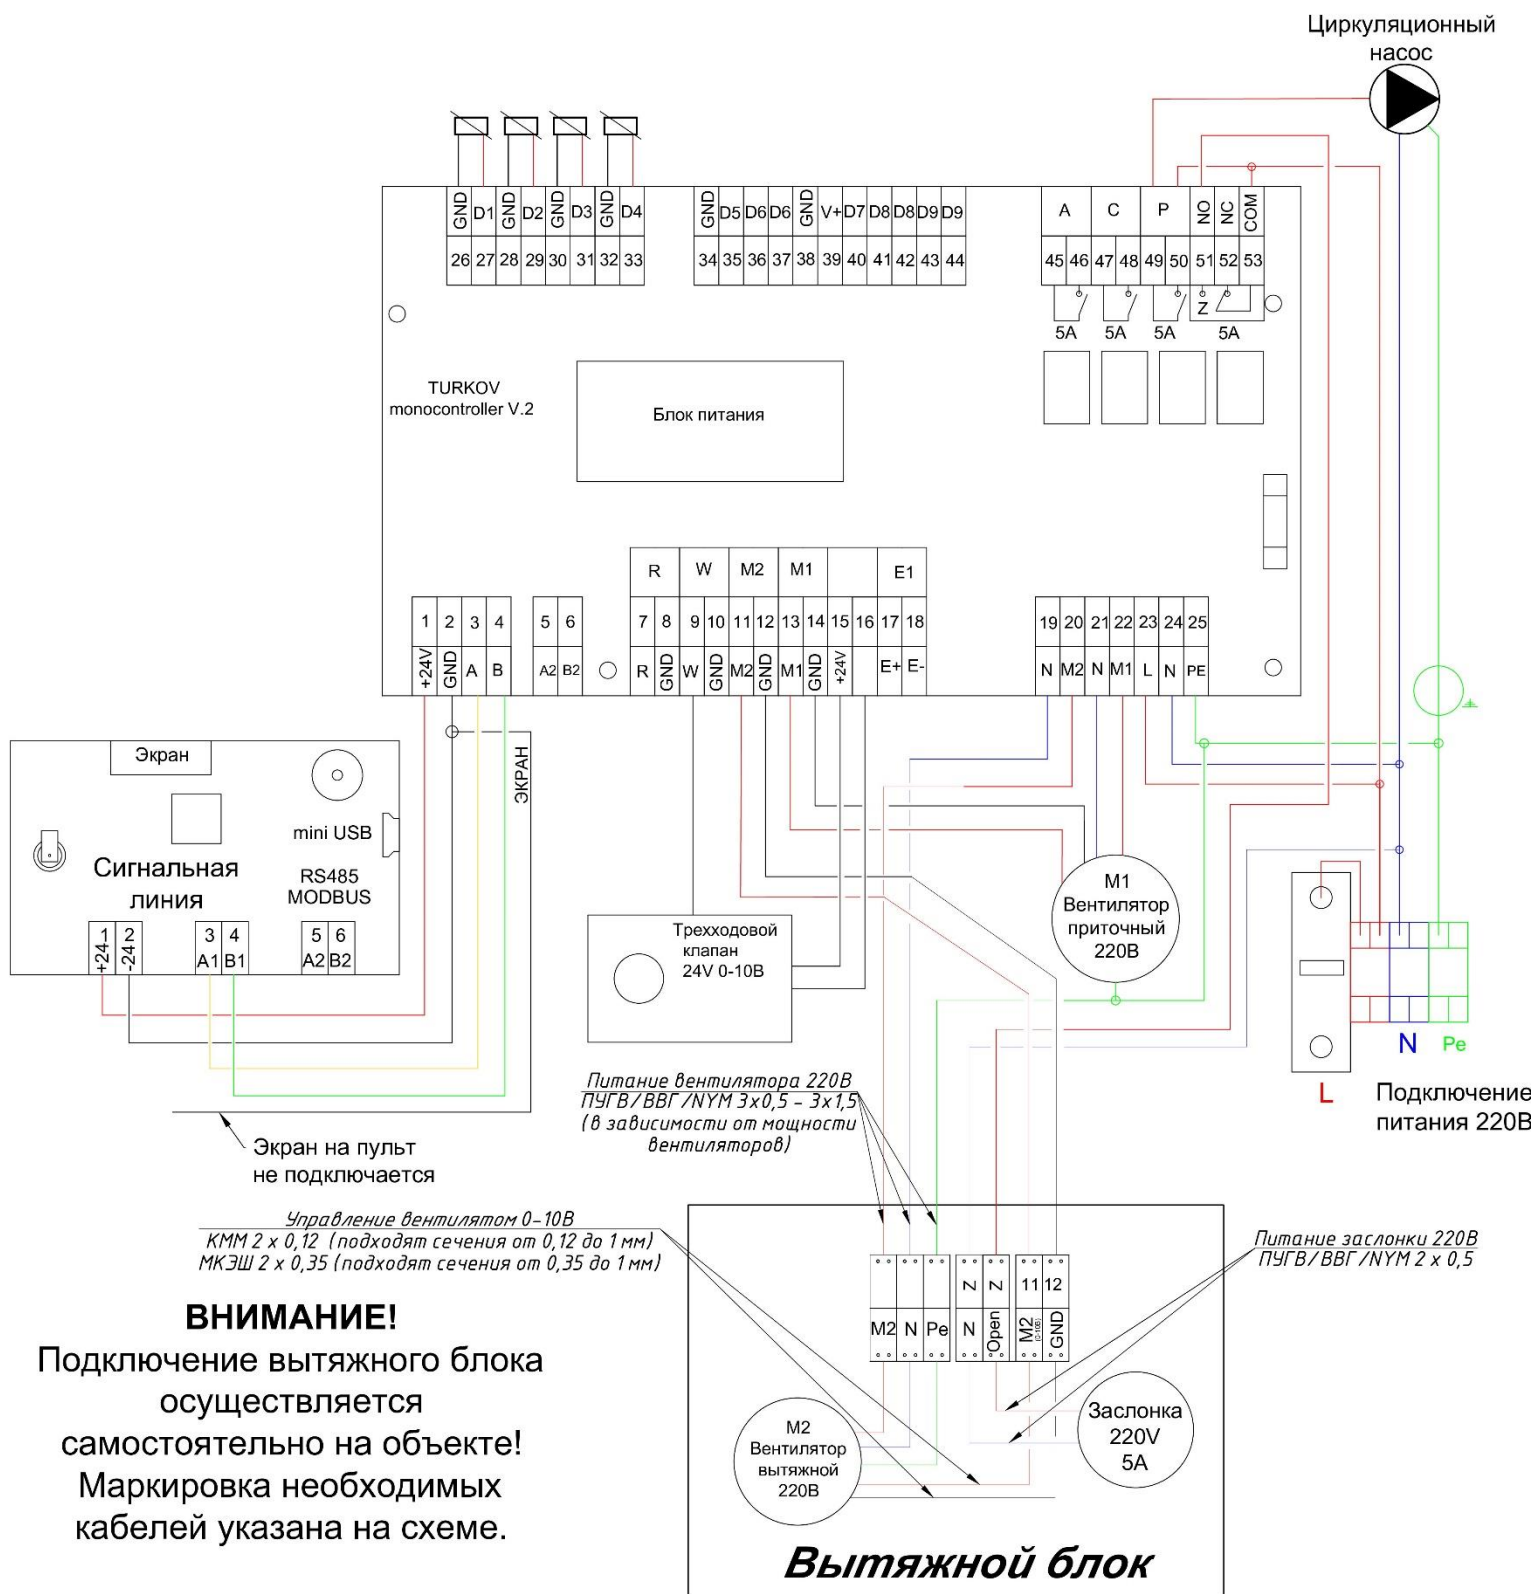 Циркуляционный
насос
GND D1 GND D2 GND D3 GND D4
26 27 28 29 30 31 32 33
GND D5 D6 D6 GND V+ D7 D8 D8 D9 D9
34 35 36 37 38 39 40 41 42 43 44
A C P NO NC COM
45 46 47 48 49 50 51 52 53
Z
5A 5A 5A 5A
TURKOV
monocontroller V.2
Блок питания
R W M2 M1 E1
1 2 3 4
+24V GND A B
5 6
A2 B2
7 8 9 10 11 12 13 14 15 16 17 18
R GND W GND M2 GND M1 GND +24V E+ E-
19 20 21 22 23 24 25
N M2 N M1 L N PE
Экран
mini USB
Сигнальная
линия
RS485
MODBUS
1 2
+24 -24
3 4
A1 B1
5 6
A2 B2
ЭКРАН
Экран на пульт
не подключается
Трехходовой
клапан
24V 0-10В
М1
Вентилятор
приточный
220В
N
Pe
L
Подключение
питания 220В
Питание вентилятора 220В
ПУГВ/ВВГ/NYM 3х0,5 – 3х1,5
(в зависимости от мощности
вентиляторов)
Управление вентилятом 0-10В
КММ 2 х 0,12 (подходят сечения от 0,12 до 1 мм)
МКЭШ 2 х 0,35 (подходят сечения от 0,35 до 1 мм)
Питание заслонки 220В
ПУГВ/ВВГ/NYM 2 х 0,5
Z Z 11 12
M2 N Pe N Open M2 (0-10В) GND
М2
Вентилятор
вытяжной
220В
Заслонка
220V
5А
Вытяжной блок
ВНИМАНИЕ!
Подключение вытяжного блока
осуществляется
самостоятельно на объекте!
Маркировка необходимых
кабелей указана на схеме.